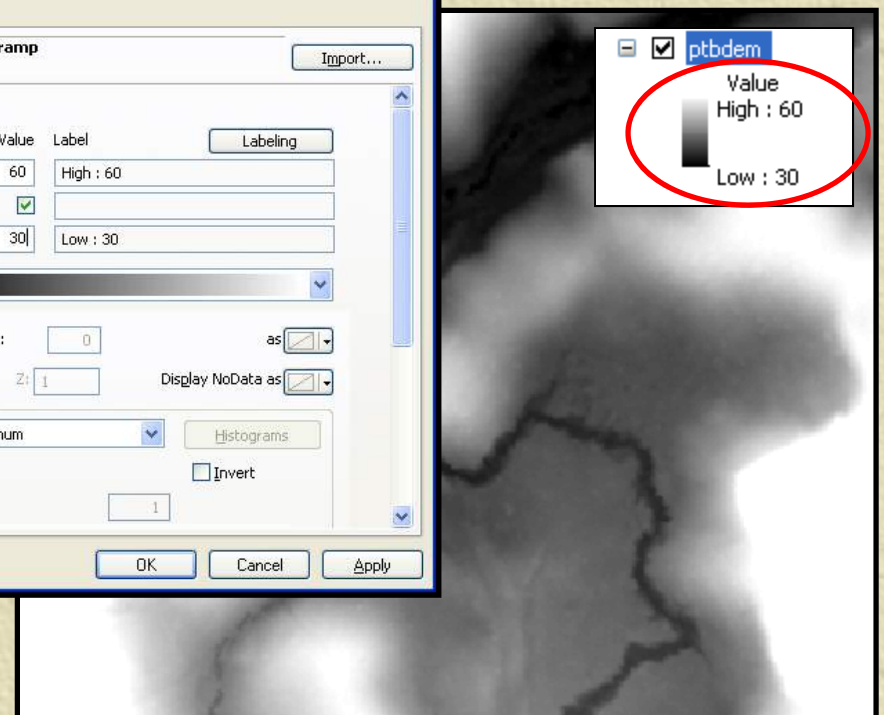 ramp
Import...
Value Label Labeling
60 High : 60
30 Low : 30
: 0 as
Z: 1 Display NoData as
Histograms
Invert
1
OK Cancel Apply
ptbdem
Value
High : 60
Low : 30